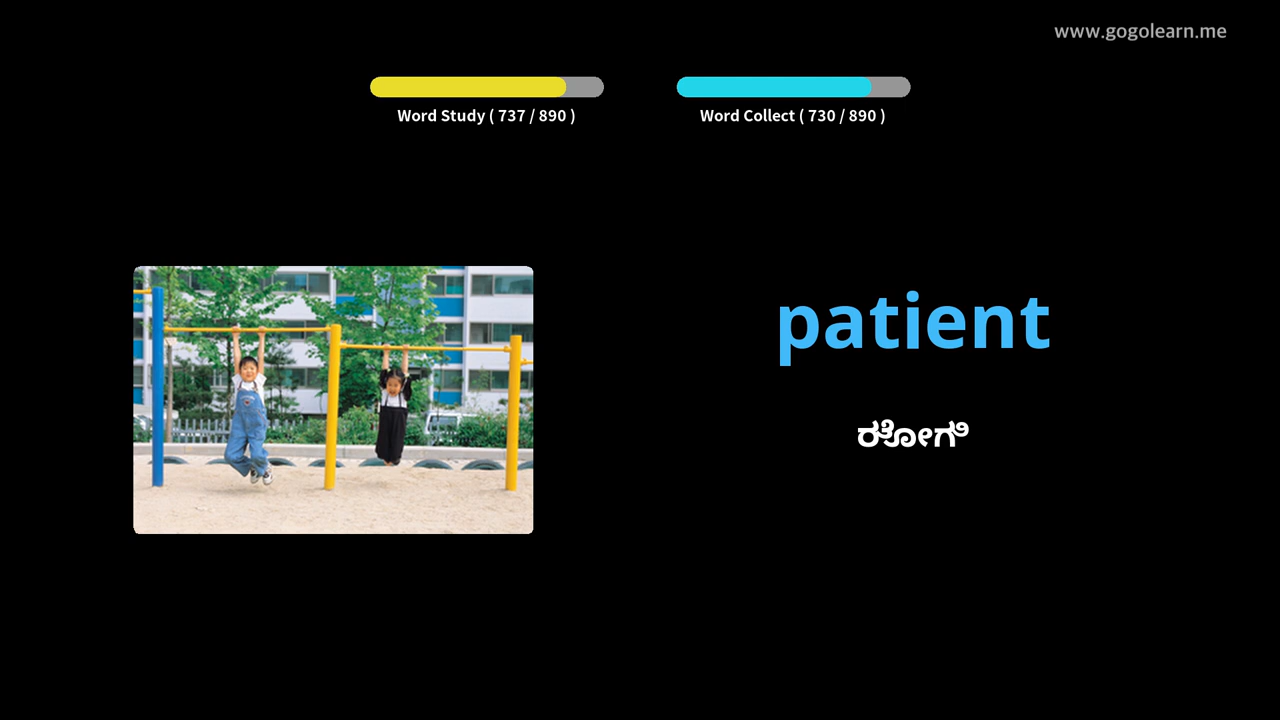 www.gogolearn.me
Word Study ( 737 / 890 )
Word Collect ( 730 / 890 )
patient
ರೋಗಿ